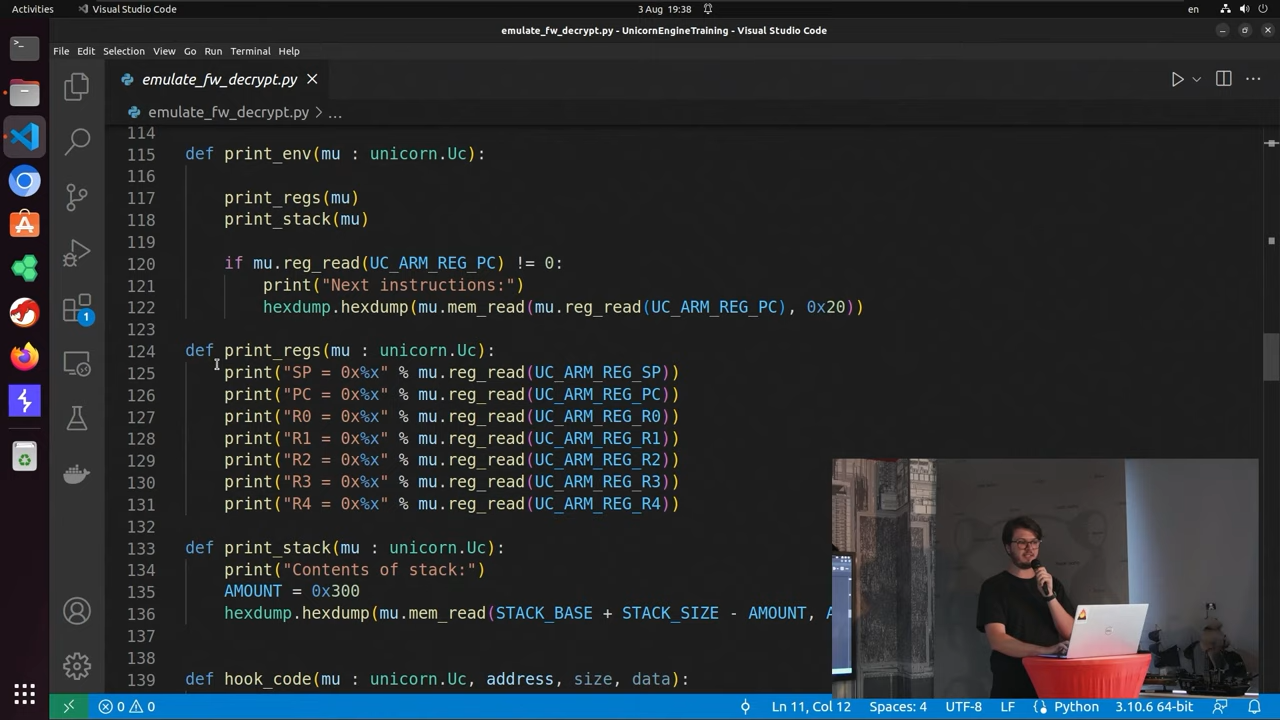 Activities
Visual Studio Code
3 Aug 19:38
en
emulate_fw_decrypt.py - UnicornEngineTraining - Visual Studio Code
File Edit Selection View Go Run Terminal Help
emulate_fw_decrypt.py
emulate_fw_decrypt.py > ...
114
115 def print_env(mu : unicorn.Uc):
116
117 print_regs(mu)
118 print_stack(mu)
119
120 if mu.reg_read(UC_ARM_REG_PC) != 0:
121 print("Next instructions:")
122 hexdump.hexdump(mu.mem_read(mu.reg_read(UC_ARM_REG_PC), 0x20))
123
124 def print_regs(mu : unicorn.Uc):
125 print("SP = 0x%x" % mu.reg_read(UC_ARM_REG_SP))
126 print("PC = 0x%x" % mu.reg_read(UC_ARM_REG_PC))
127 print("R0 = 0x%x" % mu.reg_read(UC_ARM_REG_R0))
128 print("R1 = 0x%x" % mu.reg_read(UC_ARM_REG_R1))
129 print("R2 = 0x%x" % mu.reg_read(UC_ARM_REG_R2))
130 print("R3 = 0x%x" % mu.reg_read(UC_ARM_REG_R3))
131 print("R4 = 0x%x" % mu.reg_read(UC_ARM_REG_R4))
132
133 def print_stack(mu : unicorn.Uc):
134 print("Contents of stack:")
135 AMOUNT = 0x300
136 hexdump.hexdump(mu.mem_read(STACK_BASE + STACK_SIZE - AMOUNT,
137
138
139 def hook_code(mu : unicorn.Uc, address, size, data):
1
0 0
Ln 11, Col 12
Spaces: 4
UTF-8
LF
Python
3.10.6 64-bit